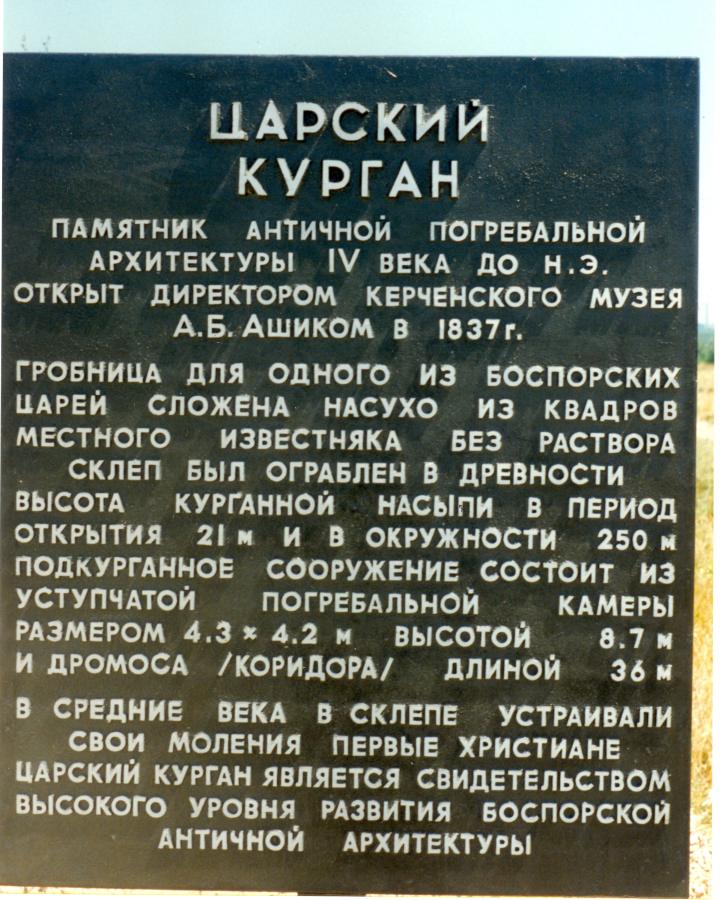 ЦАРСКИЙ
КУРГАН
ПАМЯТНИК АНТИЧНОЙ ПОГРЕБАЛЬНОЙ
АРХИТЕКТУРЫ IV ВЕКА ДО Н.Э.
ОТКРЫТ ДИРЕКТОРОМ КЕРЧЕНСКОГО МУЗЕЯ
А.Б. АШИКОМ В 1837г.
ГРОБНИЦА ДЛЯ ОДНОГО ИЗ БОСПОРСКИХ
ЦАРЕЙ СЛОЖЕНА НАСУХО ИЗ КВАДРОВ
МЕСТНОГО ИЗВЕСТНЯКА БЕЗ РАСТВОРА
СКЛЕП БЫЛ ОГРАБЛЕН В ДРЕВНОСТИ
ВЫСОТА КУРГАННОЙ НАСЫПИ В ПЕРИОД
ОТКРЫТИЯ 21 м И В ОКРУЖНОСТИ 250 м
ПОДКУРГАННОЕ СООРУЖЕНИЕ СОСТОИТ ИЗ
УСТУПЧАТОЙ ПОГРЕБАЛЬНОЙ КАМЕРЫ
РАЗМЕРОМ 4.3 × 4.2 м ВЫСОТОЙ 8.7 м
И ДРОМОСА /КОРИДОРА/ ДЛИНОЙ 36 м
В СРЕДНИЕ ВЕКА В СКЛЕПЕ УСТРАИВАЛИ
СВОИ МОЛЕНИЯ ПЕРВЫЕ ХРИСТИАНЕ
ЦАРСКИЙ КУРГАН ЯВЛЯЕТСЯ СВИДЕТЕЛЬСТВОМ
ВЫСОКОГО УРОВНЯ РАЗВИТИЯ БОСПОРСКОЙ
АНТИЧНОЙ АРХИТЕКТУРЫ